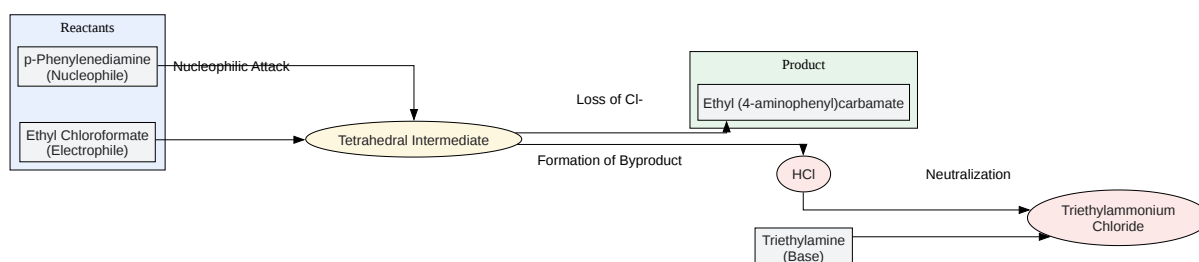 Reactants
p-Phenylenediamine
(Nucleophile)
Nucleophilic Attack
Ethyl Chloroformate
(Electrophile)
Tetrahedral Intermediate
Loss of Cl-
Product
Ethyl (4-aminophenyl)carbamate
Formation of Byproduct
HCl
Neutralization
Triethylamine
(Base)
Triethylammonium
Chloride